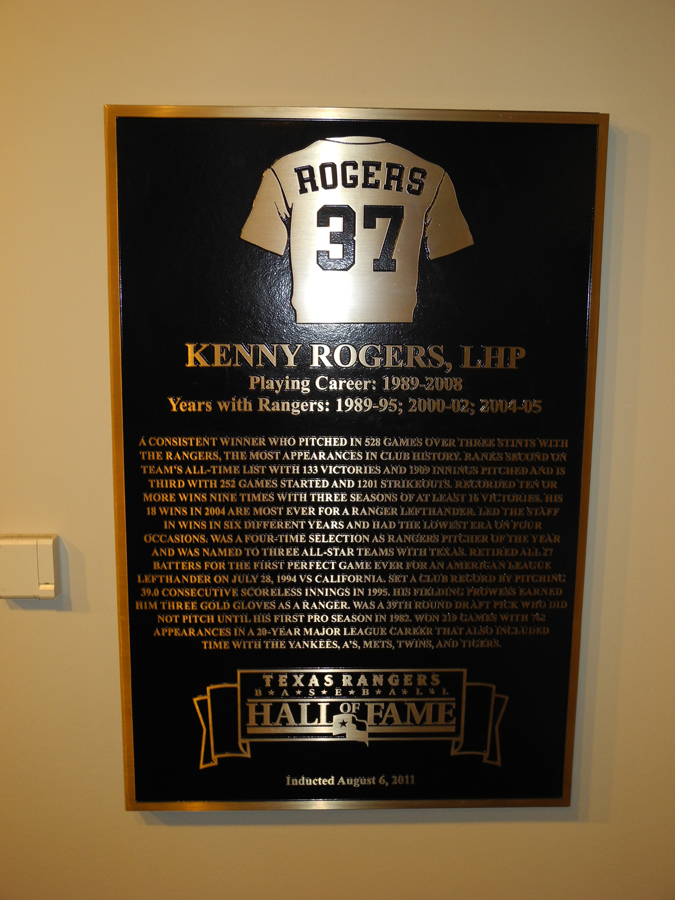 ROGERS
37
KENNY ROGERS, LHP
Playing Career: 1989-2008
Years with Rangers: 1989-95; 2000-02; 2004-05
A CONSISTENT WINNER WHO PITCHED IN 528 GAMES OVER THREE STINTS WITH
THE RANGERS, THE MOST APPEARANCES IN CLUB HISTORY. RANKS SECOND ON
TEAM'S ALL-TIME LIST WITH 133 VICTORIES AND 1909 INNINGS PITCHED AND IS
THIRD WITH 252 GAMES STARTED AND 1201 STRIKEOUTS. RECORDED TEN OR
MORE WINS NINE TIMES WITH THREE SEASONS OF AT LEAST 16 VICTORIES. HIS
18 WINS IN 2004 ARE MOST EVER FOR A RANGER LEFTHANDER. LED THE STAFF
IN WINS IN SIX DIFFERENT YEARS AND HAD THE LOWEST ERA ON FOUR
OCCASIONS. WAS A FOUR-TIME SELECTION AS RANGERS PITCHER OF THE YEAR
AND WAS NAMED TO THREE ALL-STAR TEAMS WITH TEXAS. RETIRED ALL 27
BATTERS FOR THE FIRST PERFECT GAME EVER FOR AN AMERICAN LEAGUE
LEFTHANDER ON JULY 28, 1994 VS CALIFORNIA. SET A CLUB RECORD BY PITCHING
39.0 CONSECUTIVE SCORELESS INNINGS IN 1995. HIS FIELDING PROWESS EARNED
HIM THREE GOLD GLOVES AS A RANGER. WAS A 39TH ROUND DRAFT PICK WHO DID
NOT PITCH UNTIL HIS FIRST PRO SEASON IN 1982. WON 219 GAMES WITH 762
APPEARANCES IN A 20-YEAR MAJOR LEAGUE CAREER THAT ALSO INCLUDED
TIME WITH THE YANKEES, A'S, METS, TWINS, AND TIGERS.
TEXAS RANGERS
B★A★S★E★B★A★L★L
HALL OF FAME
Inducted August 6, 2011